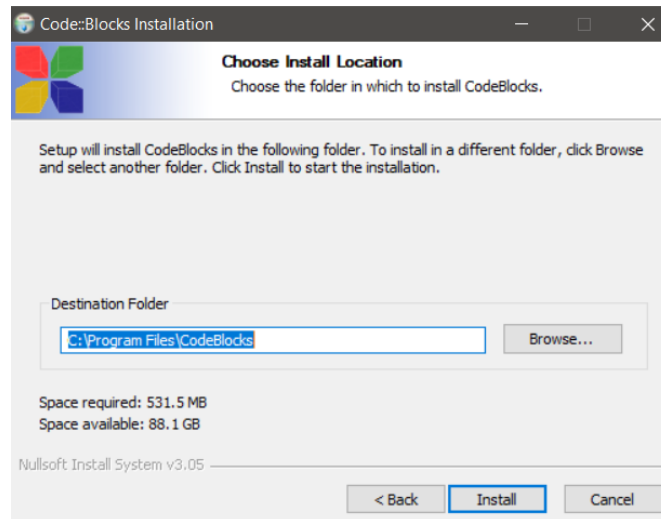 Code::Blocks Installation
Choose Install Location
Choose the folder in which to install CodeBlocks.
Setup will install CodeBlocks in the following folder. To install in a different folder, click Browse
and select another folder. Click Install to start the installation.
Destination Folder
C:\Program Files\CodeBlocks
Browse...
Space required: 531.5 MB
Space available: 88.1 GB
Nullsoft Install System v3.05
< Back
Install
Cancel